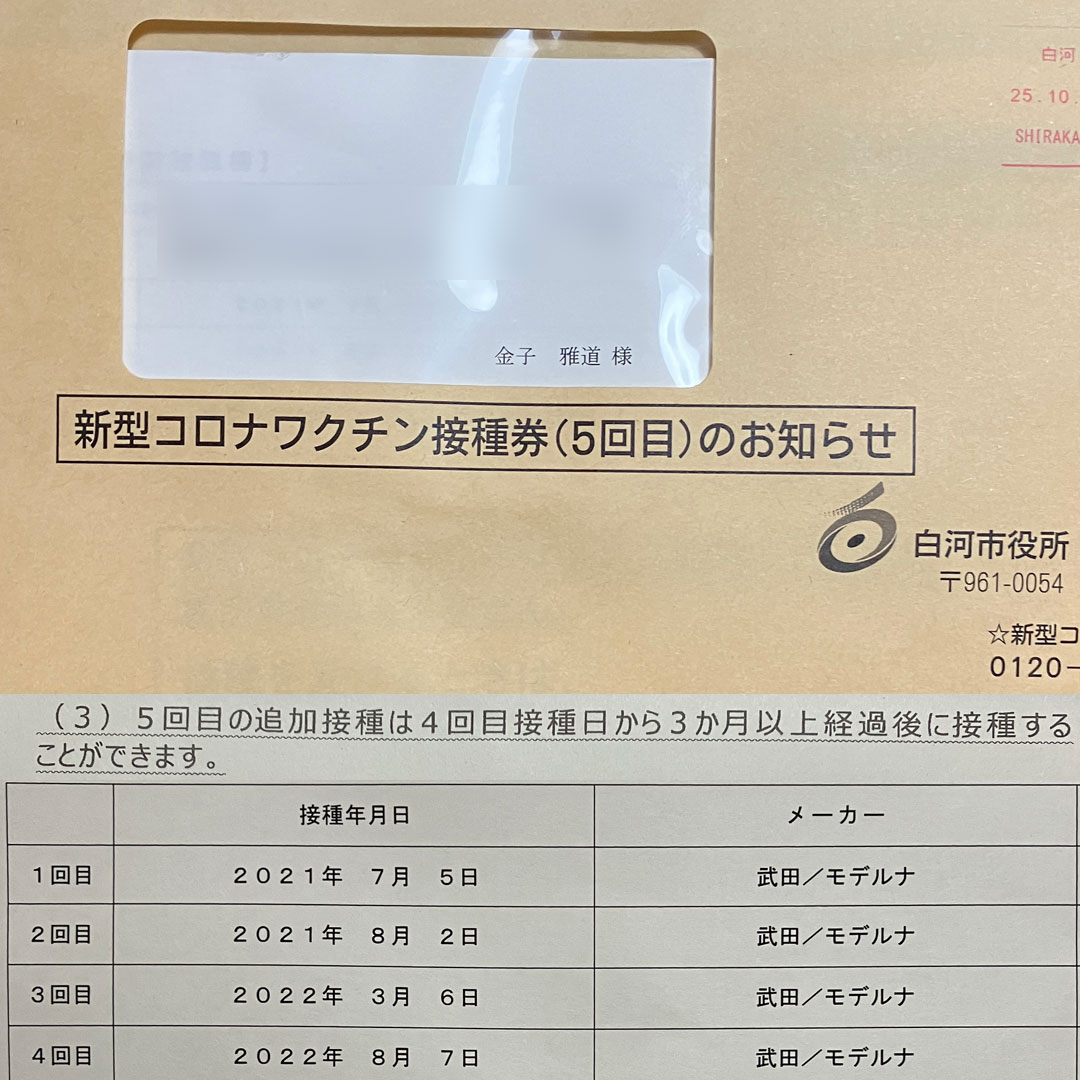 白河
25.10.
SHIRAKA
金子　雅道 様
新型コロナワクチン接種券(5回目)のお知らせ
白河市役所
〒961-0054
☆新型コ
0120-
（３）５回目の追加接種は４回目接種日から３か月以上経過後に接種する
ことができます。
接種年月日　メーカー
１回目　２０２１年　７月　５日　武田／モデルナ
２回目　２０２１年　８月　２日　武田／モデルナ
３回目　２０２２年　３月　６日　武田／モデルナ
４回目　２０２２年　８月　７日　武田／モデルナ